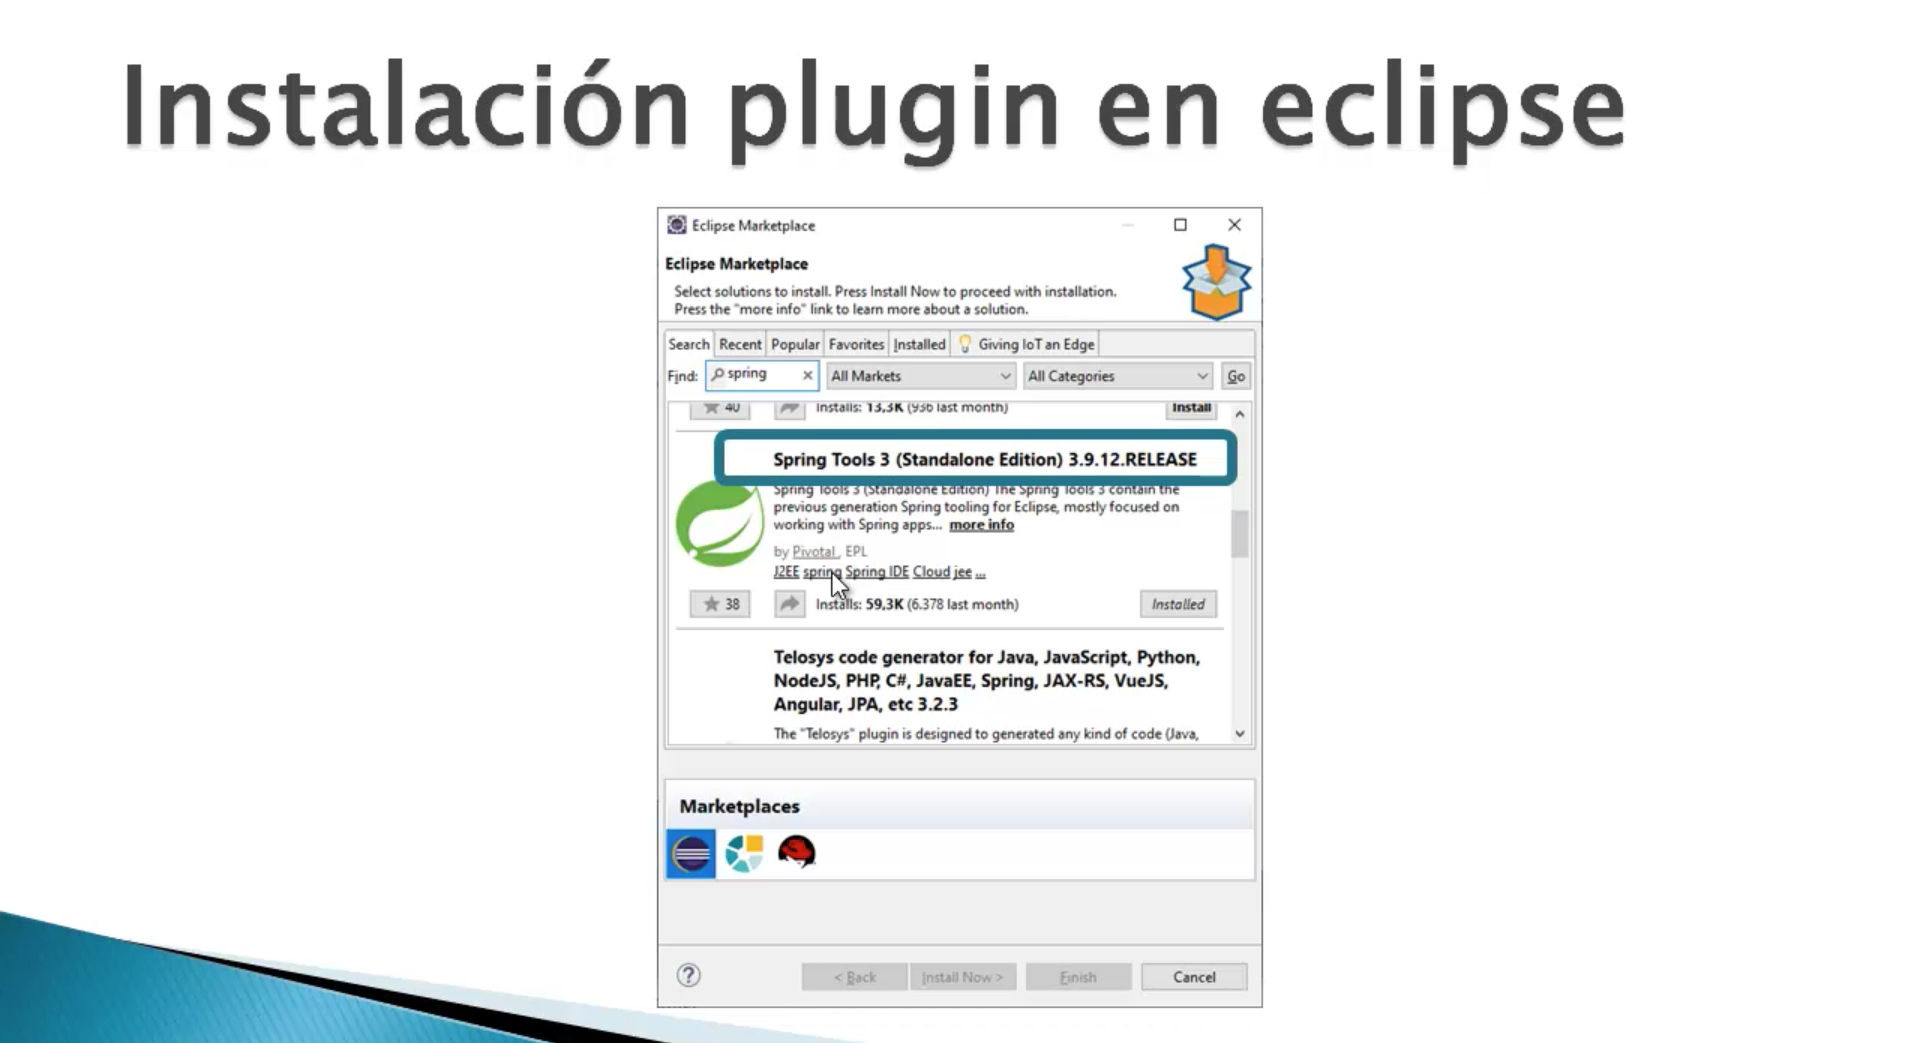 Instalación plugin en eclipse
Eclipse Marketplace
Eclipse Marketplace
Select solutions to install. Press Install Now to proceed with installation.
Press the "more info" link to learn more about a solution.
Search Recent Popular Favorites Installed Giving IoT an Edge
Find: spring All Markets All Categories Go
40 Installs: 13,3K (936 last month) Install
Spring Tools 3 (Standalone Edition) 3.9.12.RELEASE
Spring Tools 3 (Standalone Edition) The Spring Tools 3 contain the
previous generation Spring tooling for Eclipse, mostly focused on
working with Spring apps... more info
by Pivotal, EPL
J2EE spring Spring IDE Cloud jee ...
38 Installs: 59,3K (6.378 last month) Installed
Telosys code generator for Java, JavaScript, Python,
NodeJS, PHP, C#, JavaEE, Spring, JAX-RS, VueJS,
Angular, JPA, etc 3.2.3
The "Telosys" plugin is designed to generated any kind of code (Java,
Marketplaces
? < Back Install Now > Finish Cancel